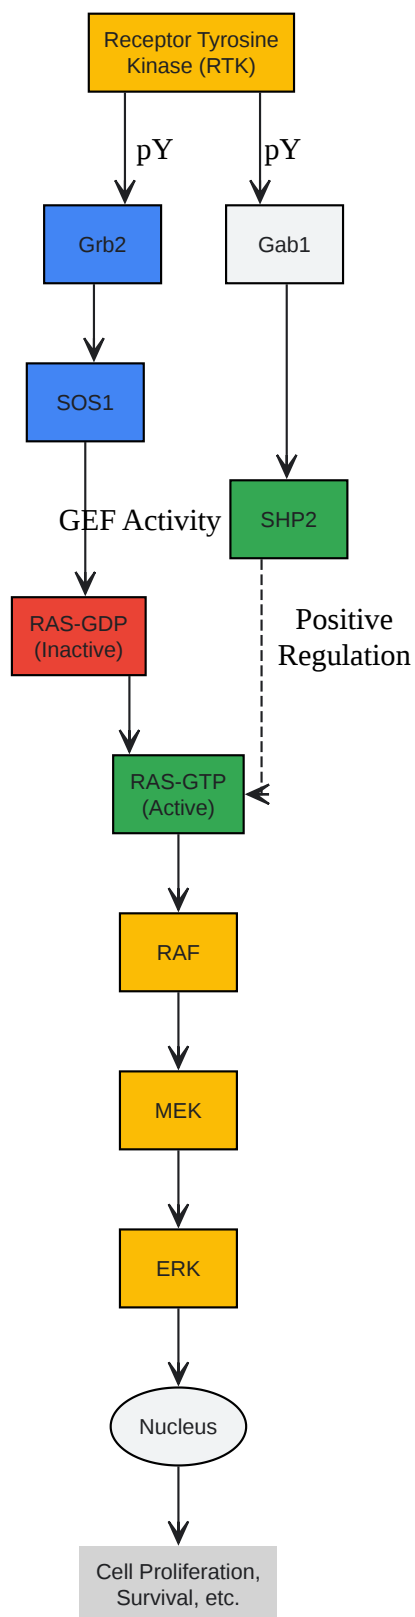 Receptor Tyrosine
Kinase (RTK)
pY
pY
Grb2
Gab1
SOS1
GEF Activity
SHP2
RAS-GDP
(Inactive)
Positive
Regulation
RAS-GTP
(Active)
RAF
MEK
ERK
Nucleus
Cell Proliferation,
Survival, etc.